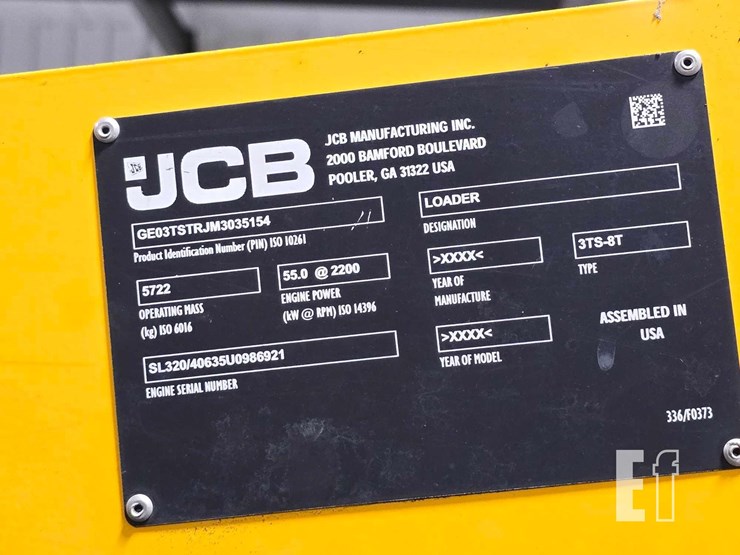 JCB
JCB MANUFACTURING INC.
2000 BAMFORD BOULEVARD
POOLER, GA 31322 USA
GE03TSTRJM3035154
Product Identification Number (PIN) ISO 10261
LOADER
DESIGNATION
5722
OPERATING MASS
(kg) ISO 6016
55.0 @ 2200
ENGINE POWER
(kW @ RPM) ISO 14396
>XXXX<
YEAR OF
MANUFACTURE
3TS-8T
TYPE
SL320/40635U0986921
ENGINE SERIAL NUMBER
>XXXX<
YEAR OF MODEL
ASSEMBLED IN
USA
336/F0373
Ef